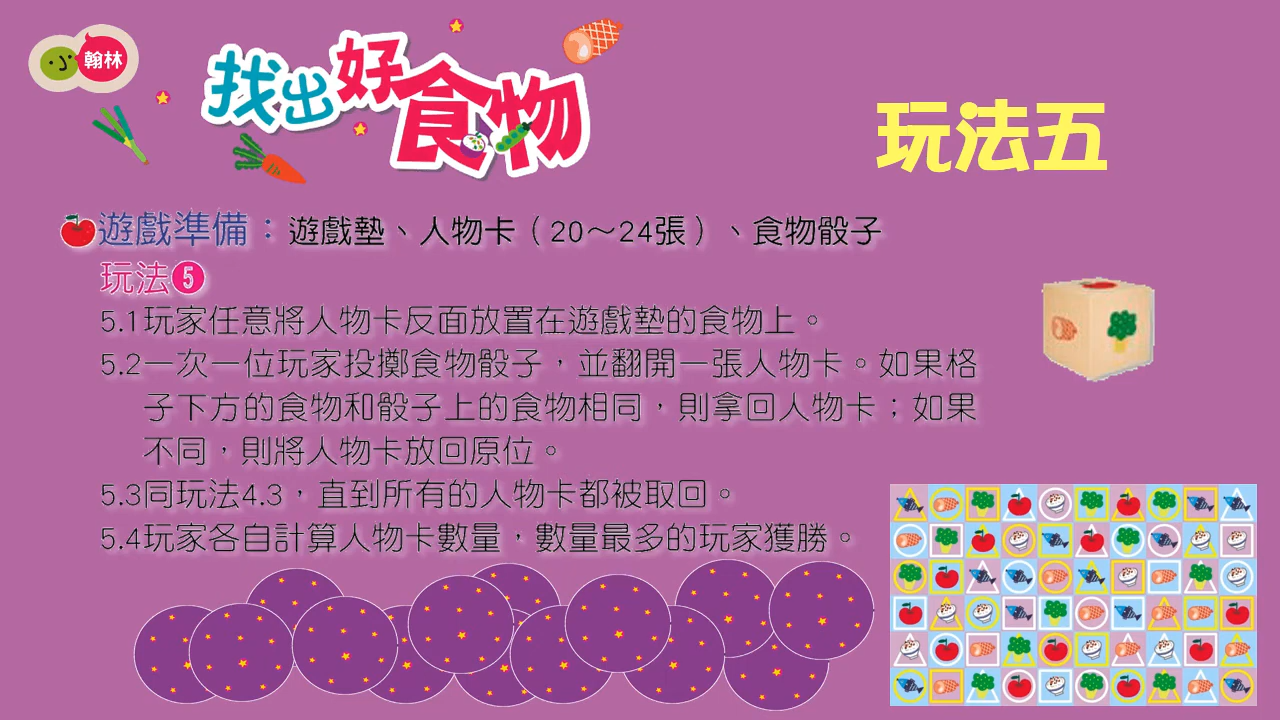 翰林
找出好食物
玩法五
遊戲準備：遊戲墊、人物卡（20～24張）、食物骰子
玩法5
5.1玩家任意將人物卡反面放置在遊戲墊的食物上。
5.2一次一位玩家投擲食物骰子，並翻開一張人物卡。如果格
子下方的食物和骰子上的食物相同，則拿回人物卡；如果
不同，則將人物卡放回原位。
5.3同玩法4.3，直到所有的人物卡都被取回。
5.4玩家各自計算人物卡數量，數量最多的玩家獲勝。